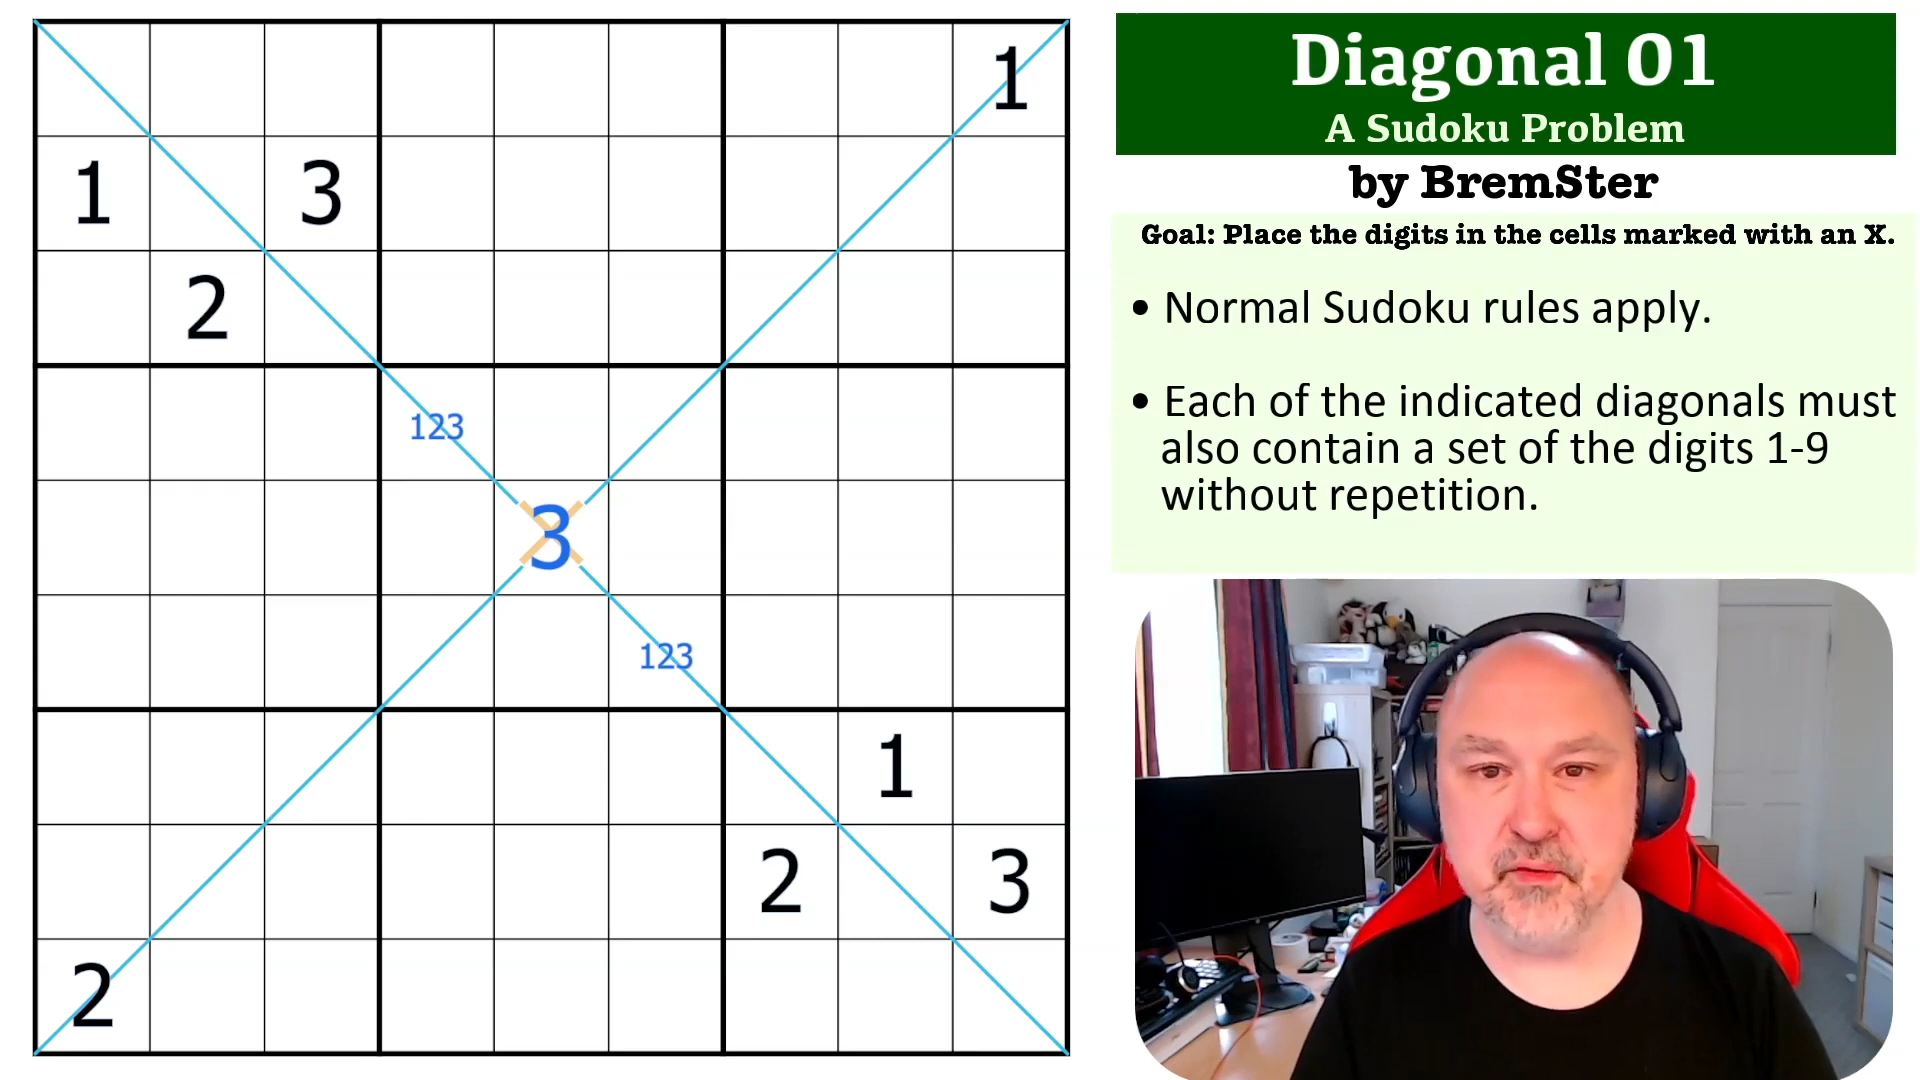 1
1 3
2
123
3
123
1
2 3
2
Diagonal 01
A Sudoku Problem
by BremSter
Goal: Place the digits in the cells marked with an X.
• Normal Sudoku rules apply.
• Each of the indicated diagonals must
also contain a set of the digits 1-9
without repetition.